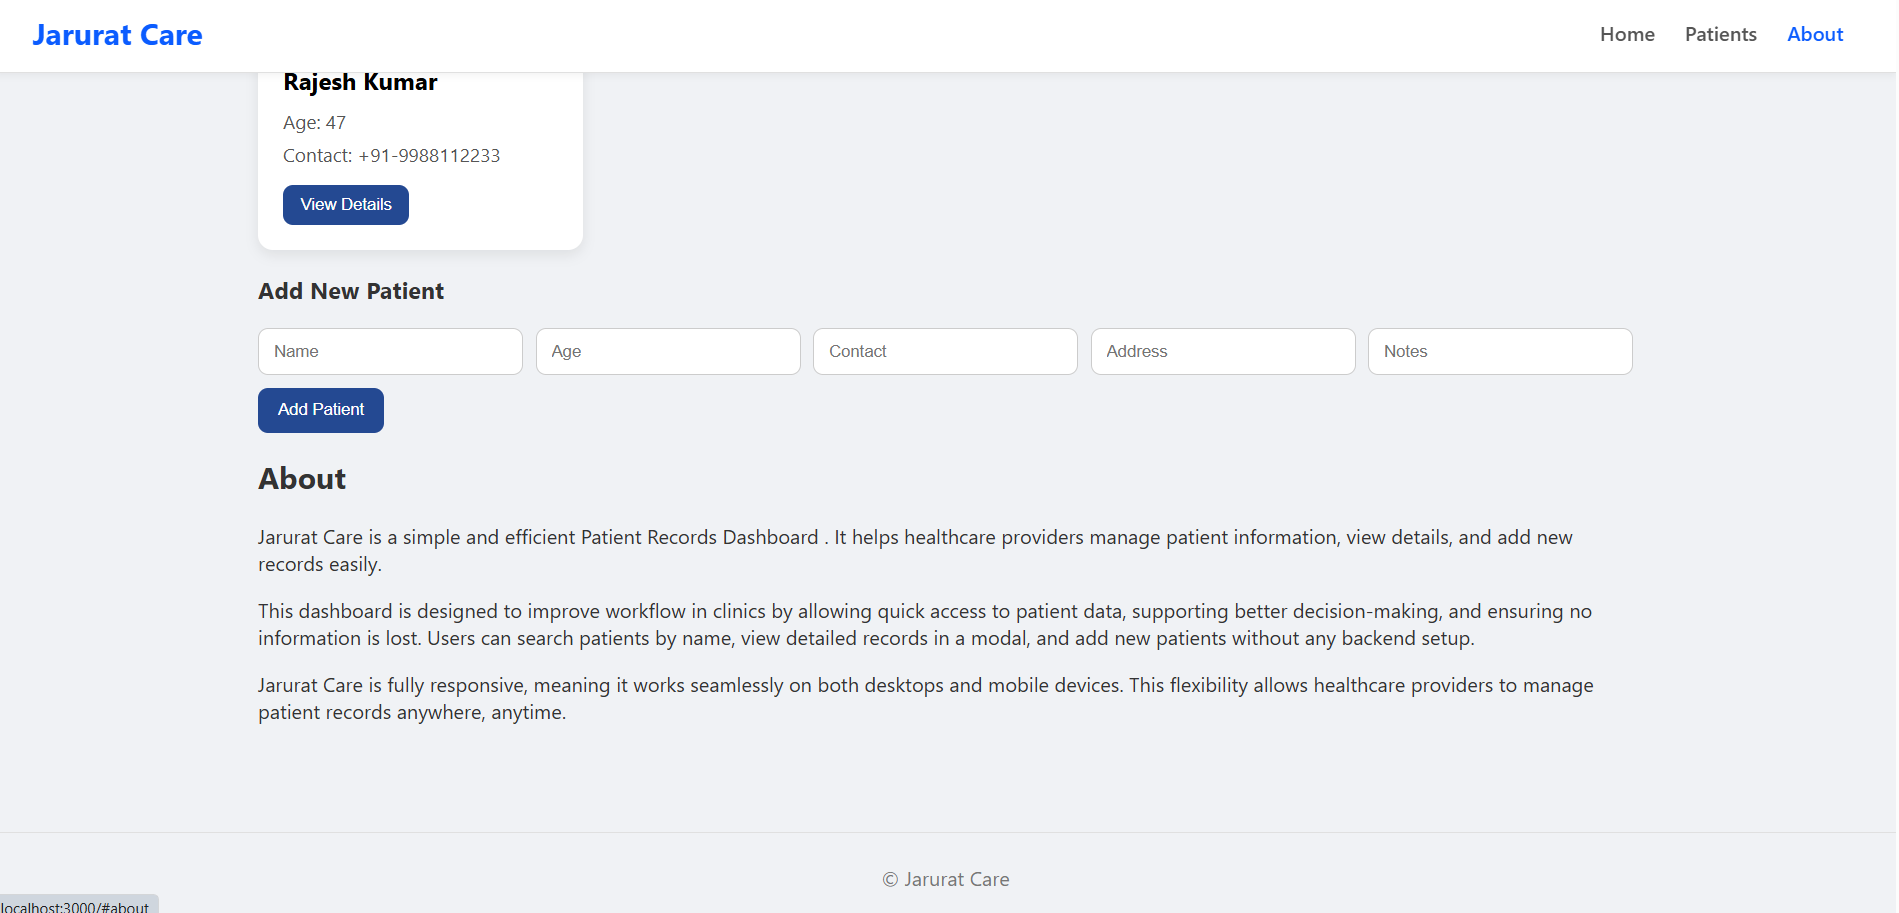 Jarurat Care
Home Patients About
Rajesh Kumar
Age: 47
Contact: +91-9988112233
View Details
Add New Patient
Name Age Contact Address Notes
Add Patient
About
Jarurat Care is a simple and efficient Patient Records Dashboard . It helps healthcare providers manage patient information, view details, and add new
records easily.
This dashboard is designed to improve workflow in clinics by allowing quick access to patient data, supporting better decision-making, and ensuring no
information is lost. Users can search patients by name, view detailed records in a modal, and add new patients without any backend setup.
Jarurat Care is fully responsive, meaning it works seamlessly on both desktops and mobile devices. This flexibility allows healthcare providers to manage
patient records anywhere, anytime.
© Jarurat Care
localhost:3000/#about